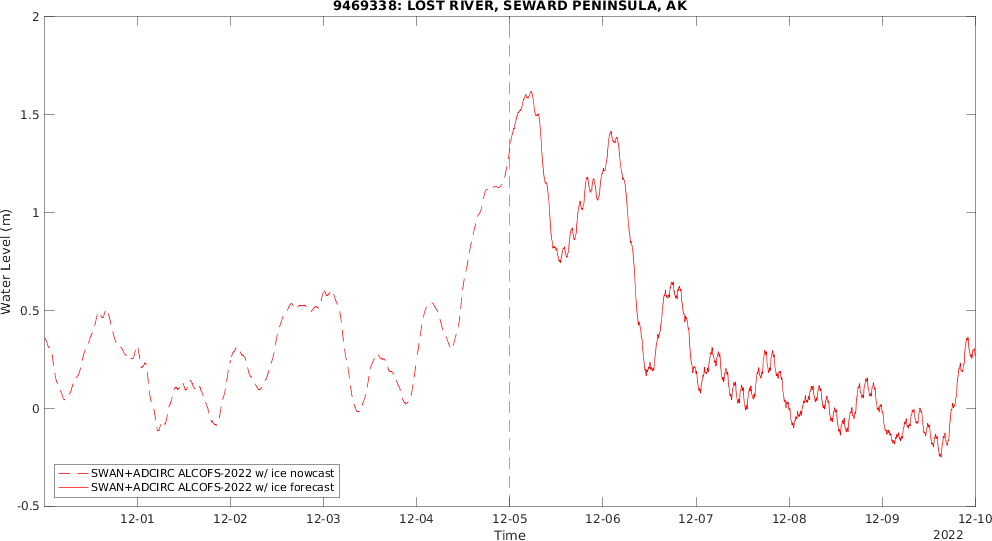 9469338: LOST RIVER, SEWARD PENINSULA, AK
2
1.5
1
0.5
0
-0.5
Water Level (m)
SWAN+ADCIRC ALCOFS-2022 w/ ice nowcast
SWAN+ADCIRC ALCOFS-2022 w/ ice forecast
12-01 12-02 12-03 12-04 12-05 12-06 12-07 12-08 12-09 12-10
Time
2022